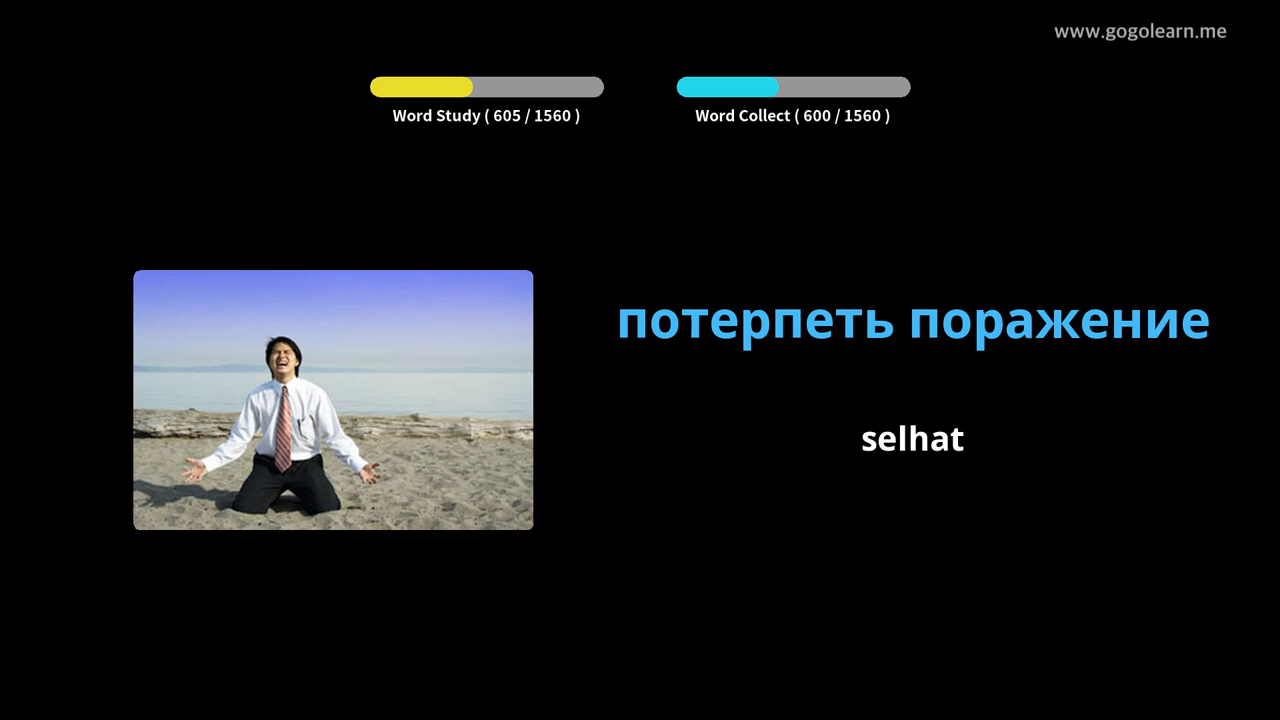 www.gogolearn.me
Word Study ( 605 / 1560 )
Word Collect ( 600 / 1560 )
потерпеть поражение
selhat